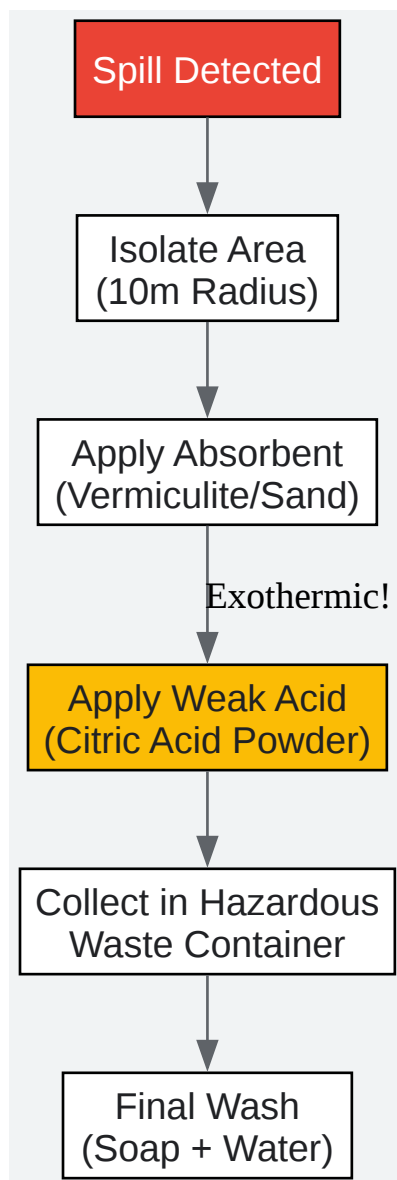 Spill Detected
Isolate Area
(10m Radius)
Apply Absorbent
(Vermiculite/Sand)
Exothermic!
Apply Weak Acid
(Citric Acid Powder)
Collect in Hazardous
Waste Container
Final Wash
(Soap + Water)